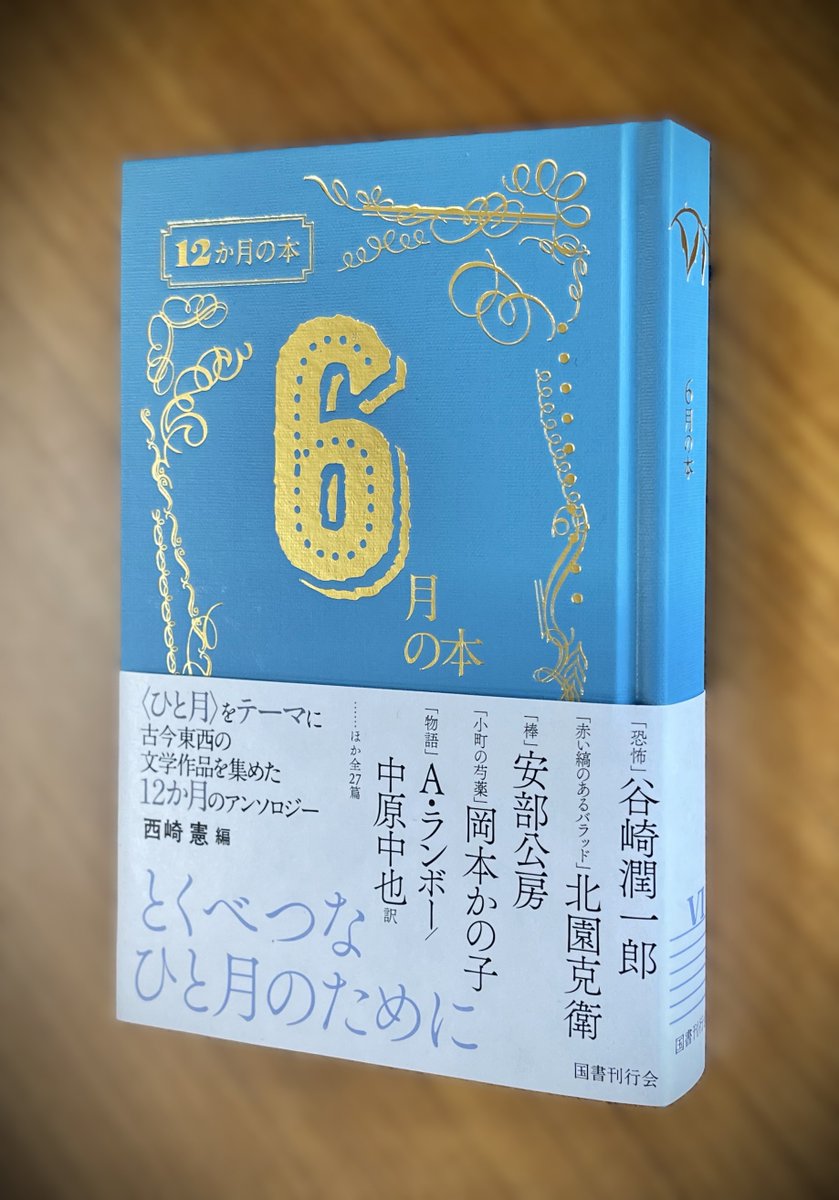 12か月の本
6
月
の本
〈ひと月〉をテーマに
古今東西の
文学作品を集めた
12か月のアンソロジー
西崎憲 編
とくべつな
ひと月のために
「恐怖」谷崎潤一郎
「赤い縞のあるバラッド」北園克衛
「棒」安部公房
「小町の芍薬」岡本かの子
「物語」A・ランボー/
中原中也 訳
……ほか全27篇
国書刊行会
VI
6月の本
VI
国書刊行会